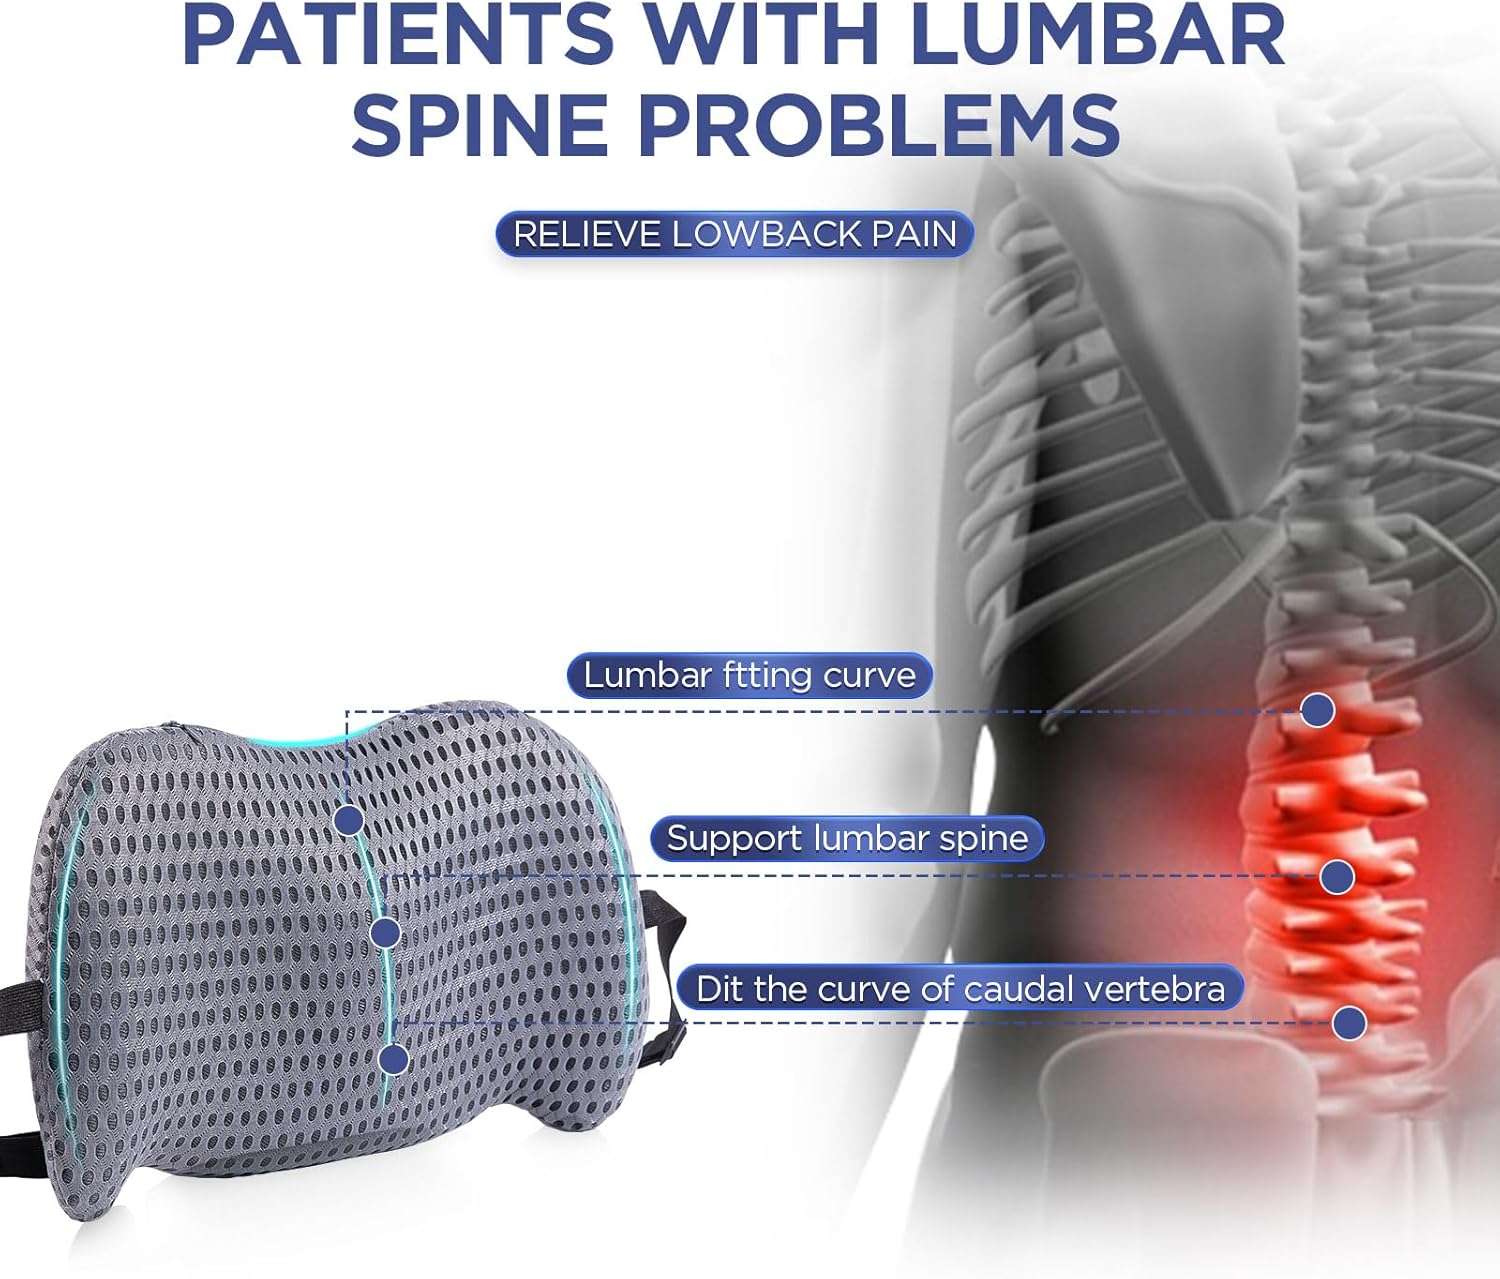 PATIENTS WITH LUMBAR
SPINE PROBLEMS
RELIEVE LOWBACK PAIN
Lumbar ftting curve
Support lumbar spine
Dit the curve of caudal vertebra